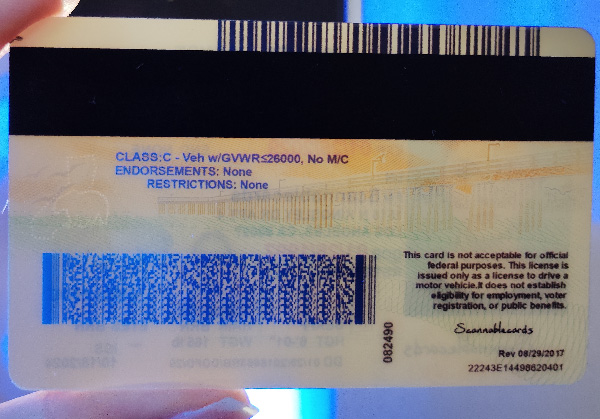 CLASS:C - Veh w/GVWR≤26000, No M/C
ENDORSEMENTS: None
RESTRICTIONS: None
This card is not acceptable for official
federal purposes. This license is
issued only as a license to drive a
motor vehicle.It does not establish
eligibility for employment, voter
registration, or public benefits.
Scannablecards
082490
Rev 08/29/2017
22243E14498620401